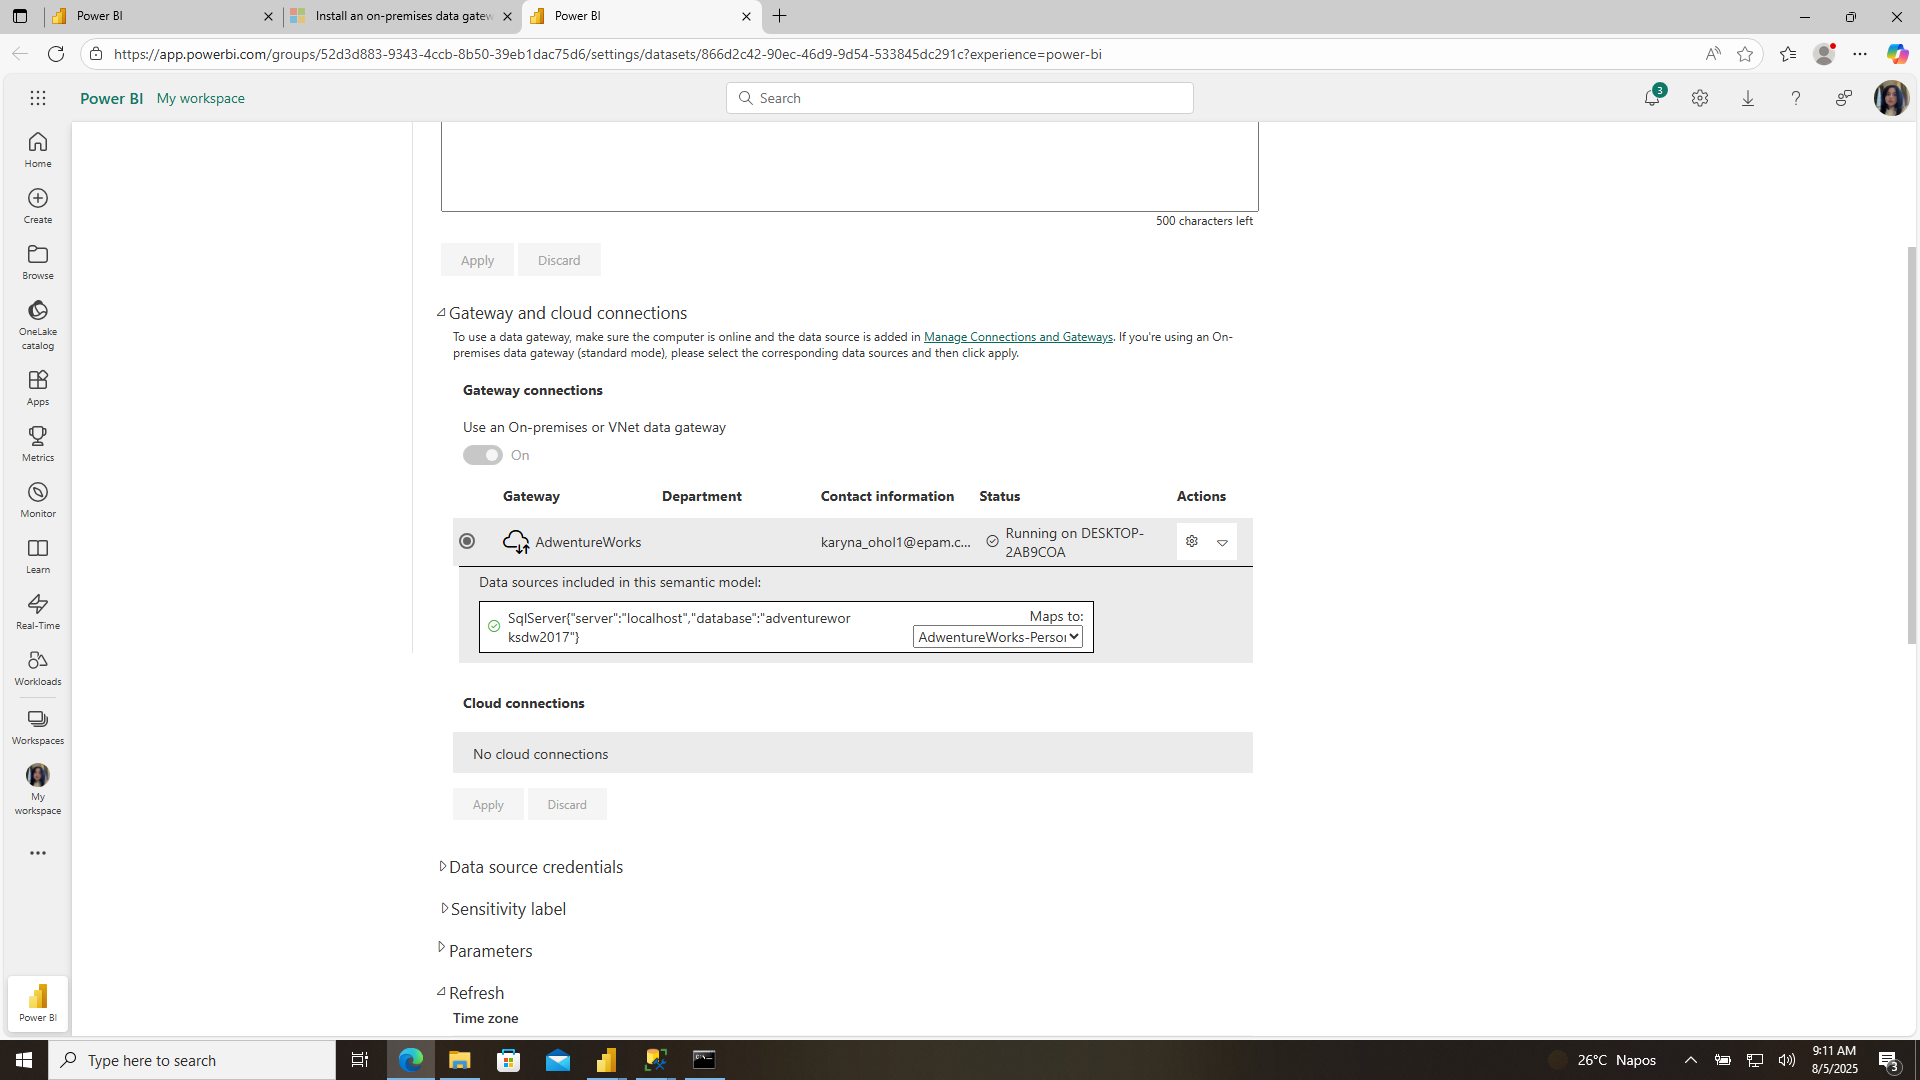 Power BI
Install an on-premises data gatew
Power BI
https://app.powerbi.com/groups/52d3d883-9343-4ccb-8b50-39eb1dac75d6/settings/datasets/866d2c42-90ec-46d9-9d54-533845dc291c?experience=power-bi
Power BI My workspace
Search
3
Home
Create
Browse
OneLake
catalog
Apps
Metrics
Monitor
Learn
Real-Time
Workloads
Workspaces
My
workspace
Power BI
500 characters left
Apply Discard
Gateway and cloud connections
To use a data gateway, make sure the computer is online and the data source is added in Manage Connections and Gateways. If you're using an On-
premises data gateway (standard mode), please select the corresponding data sources and then click apply.
Gateway connections
Use an On-premises or VNet data gateway
On
Gateway Department Contact information Status Actions
AdwentureWorks karyna_ohol1@epam.c... Running on DESKTOP-
2AB9COA
Data sources included in this semantic model:
SqlServer{"server":"localhost","database":"adventurewor
ksdw2017"}
Maps to:
AdwentureWorks-Person
Cloud connections
No cloud connections
Apply Discard
Data source credentials
Sensitivity label
Parameters
Refresh
Time zone
Type here to search
26°C Napos
9:11 AM
8/5/2025
3